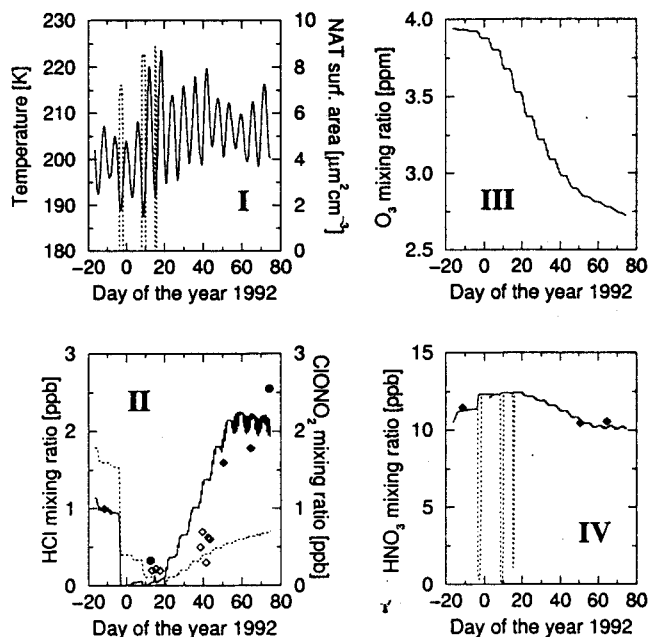 230
220
210
200
190
180
Temperature [K]
10
8
6
4
2
0
NAT surf. area [μm²cm⁻³]
I
-20 0 20 40 60 80
Day of the year 1992
4.0
3.5
3.0
2.5
O₃ mixing ratio [ppm]
III
-20 0 20 40 60 80
Day of the year 1992
3
2
1
0
HCl mixing ratio [ppb]
3
2
1
0
ClONO₂ mixing ratio [ppb]
II
-20 0 20 40 60 80
Day of the year 1992
15
10
5
0
HNO₃ mixing ratio [ppb]
IV
-20 0 20 40 60 80
Day of the year 1992